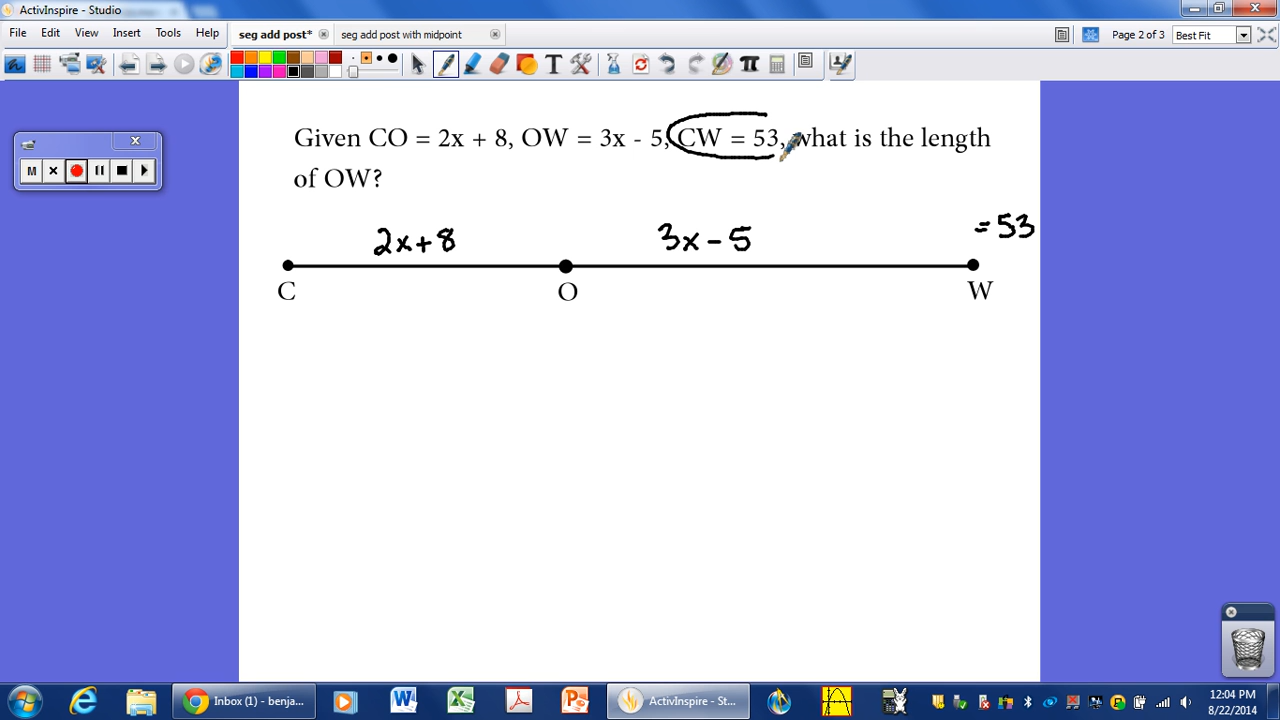 ActivInspire - Studio
File Edit View Insert Tools Help
seg add post* seg add post with midpoint
Page 2 of 3 Best Fit
Given CO = 2x + 8, OW = 3x - 5, CW = 53, what is the length
of OW?
2x+8 3x-5 =53
C O W
M
Inbox (1) - benja... ActivInspire - St...
12:04 PM
8/22/2014